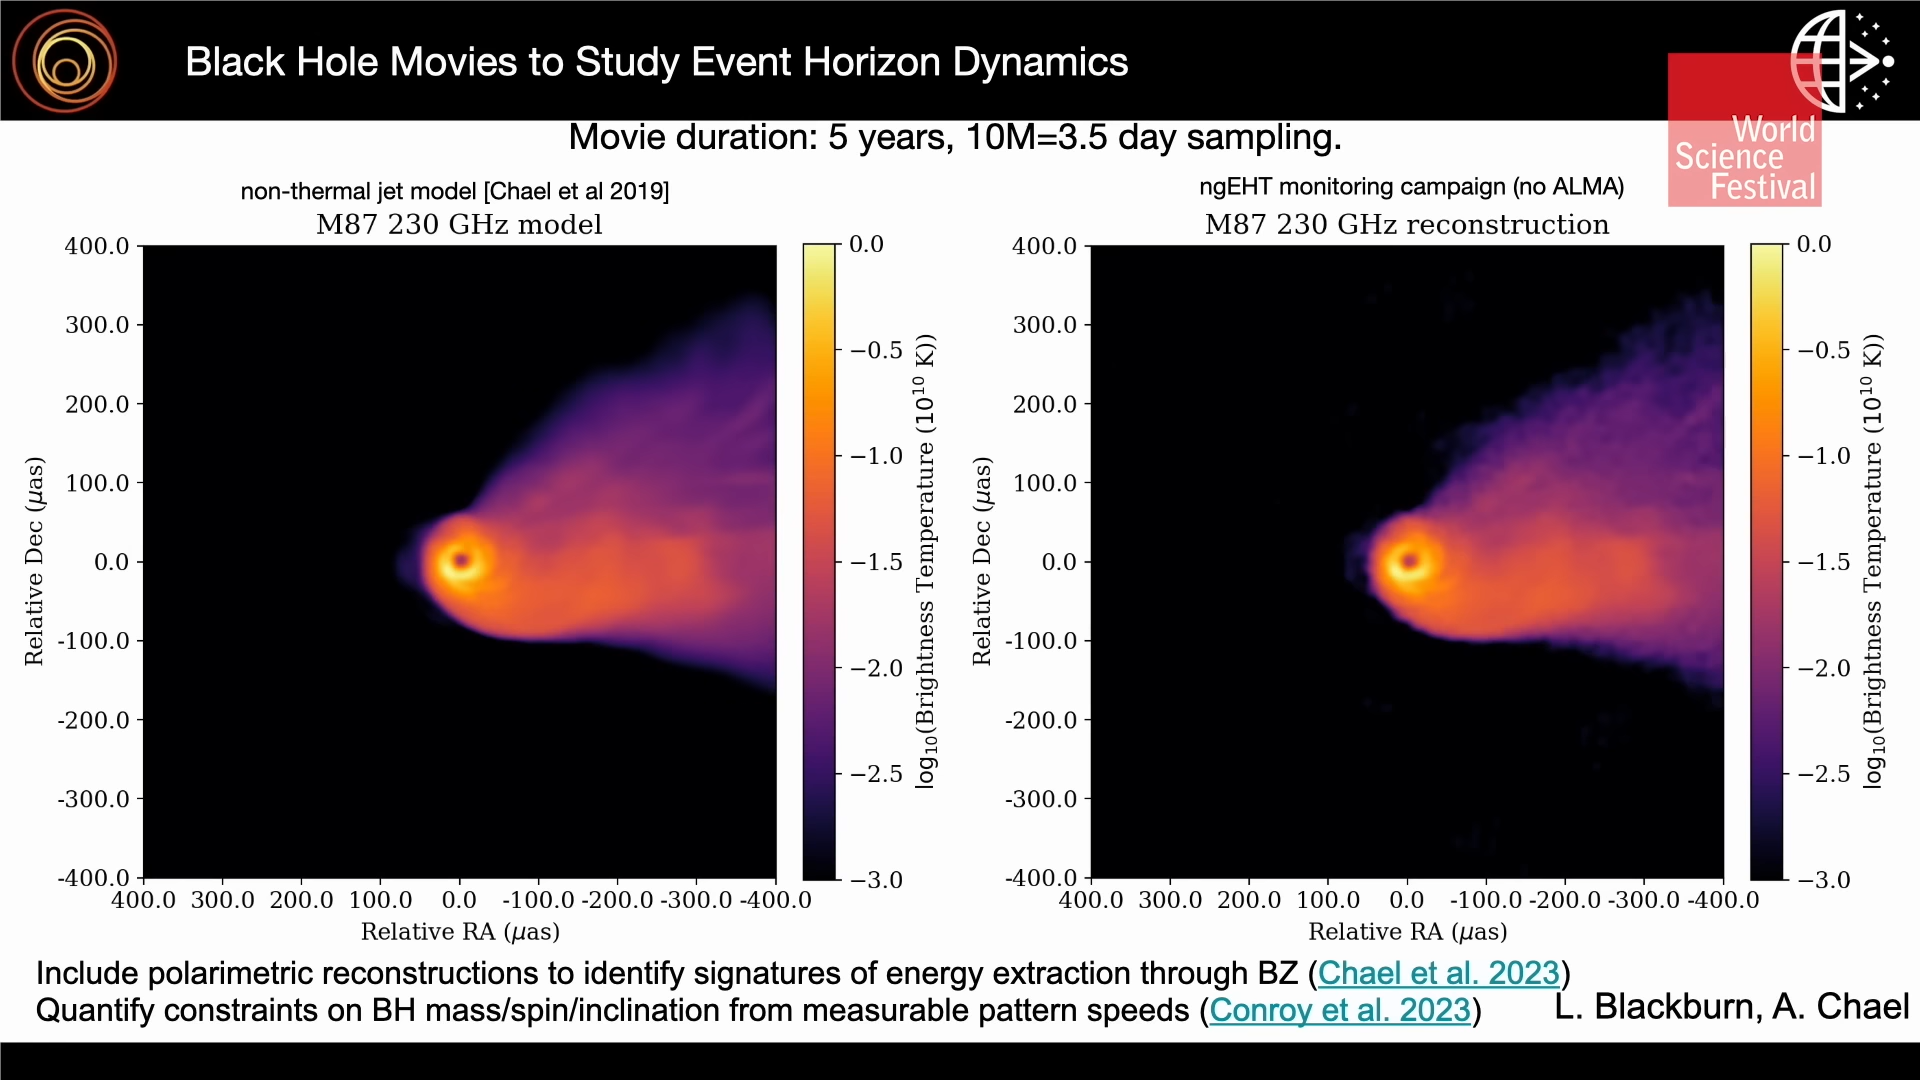 Black Hole Movies to Study Event Horizon Dynamics
World
Science
Festival
Movie duration: 5 years, 10M=3.5 day sampling.
non-thermal jet model [Chael et al 2019]
M87 230 GHz model
400.0
300.0
200.0
100.0
0.0
-100.0
-200.0
-300.0
-400.0
Relative Dec (μas)
400.0 300.0 200.0 100.0 0.0 -100.0 -200.0 -300.0 -400.0
Relative RA (μas)
0.0
−0.5
−1.0
−1.5
−2.0
−2.5
−3.0
log₁₀(Brightness Temperature (10¹⁰ K))
ngEHT monitoring campaign (no ALMA)
M87 230 GHz reconstruction
400.0
300.0
200.0
100.0
0.0
-100.0
-200.0
-300.0
-400.0
Relative Dec (μas)
400.0 300.0 200.0 100.0 0.0 -100.0 -200.0 -300.0 -400.0
Relative RA (μas)
0.0
−0.5
−1.0
−1.5
−2.0
−2.5
−3.0
log₁₀(Brightness Temperature (10¹⁰ K))
Include polarimetric reconstructions to identify signatures of energy extraction through BZ (Chael et al. 2023)
Quantify constraints on BH mass/spin/inclination from measurable pattern speeds (Conroy et al. 2023)
L. Blackburn, A. Chael